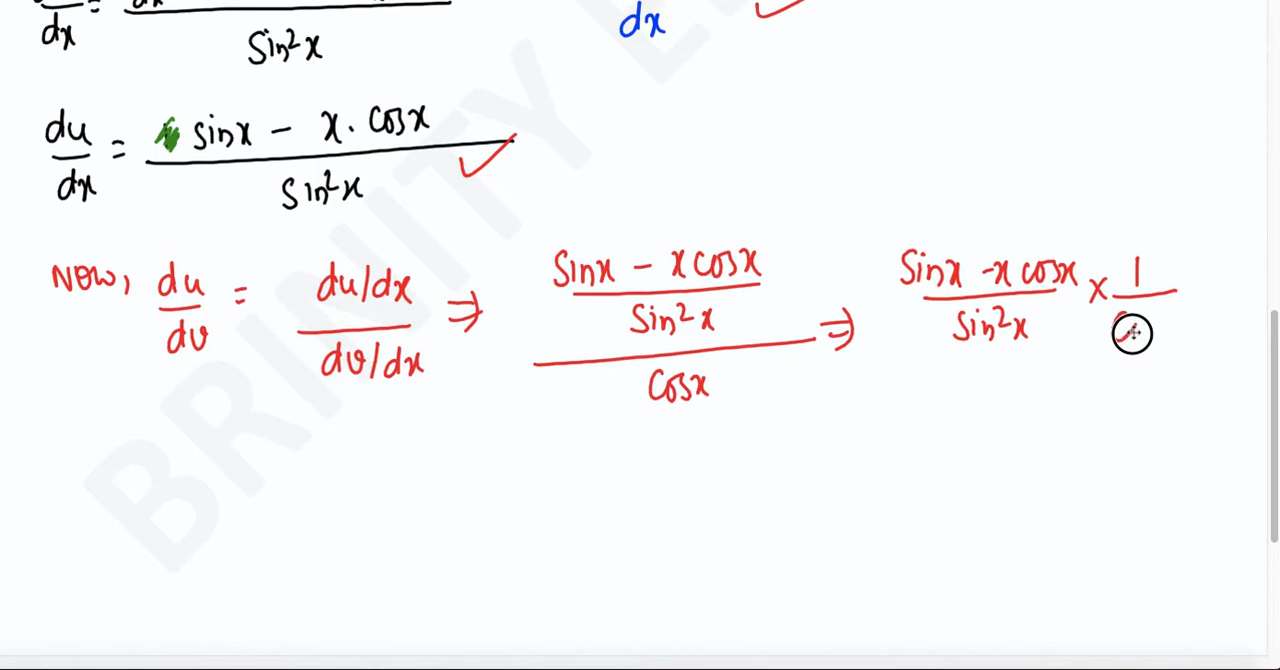 dx = sin²x
dx
du/dx = sinx - x. cosx / sin²x
Now, du/dv = du/dx / dv/dx ⇒ sinx - x cosx / sin²x / cosx ⇒ sinx - x cosx / sin²x × 1
BRINITY E